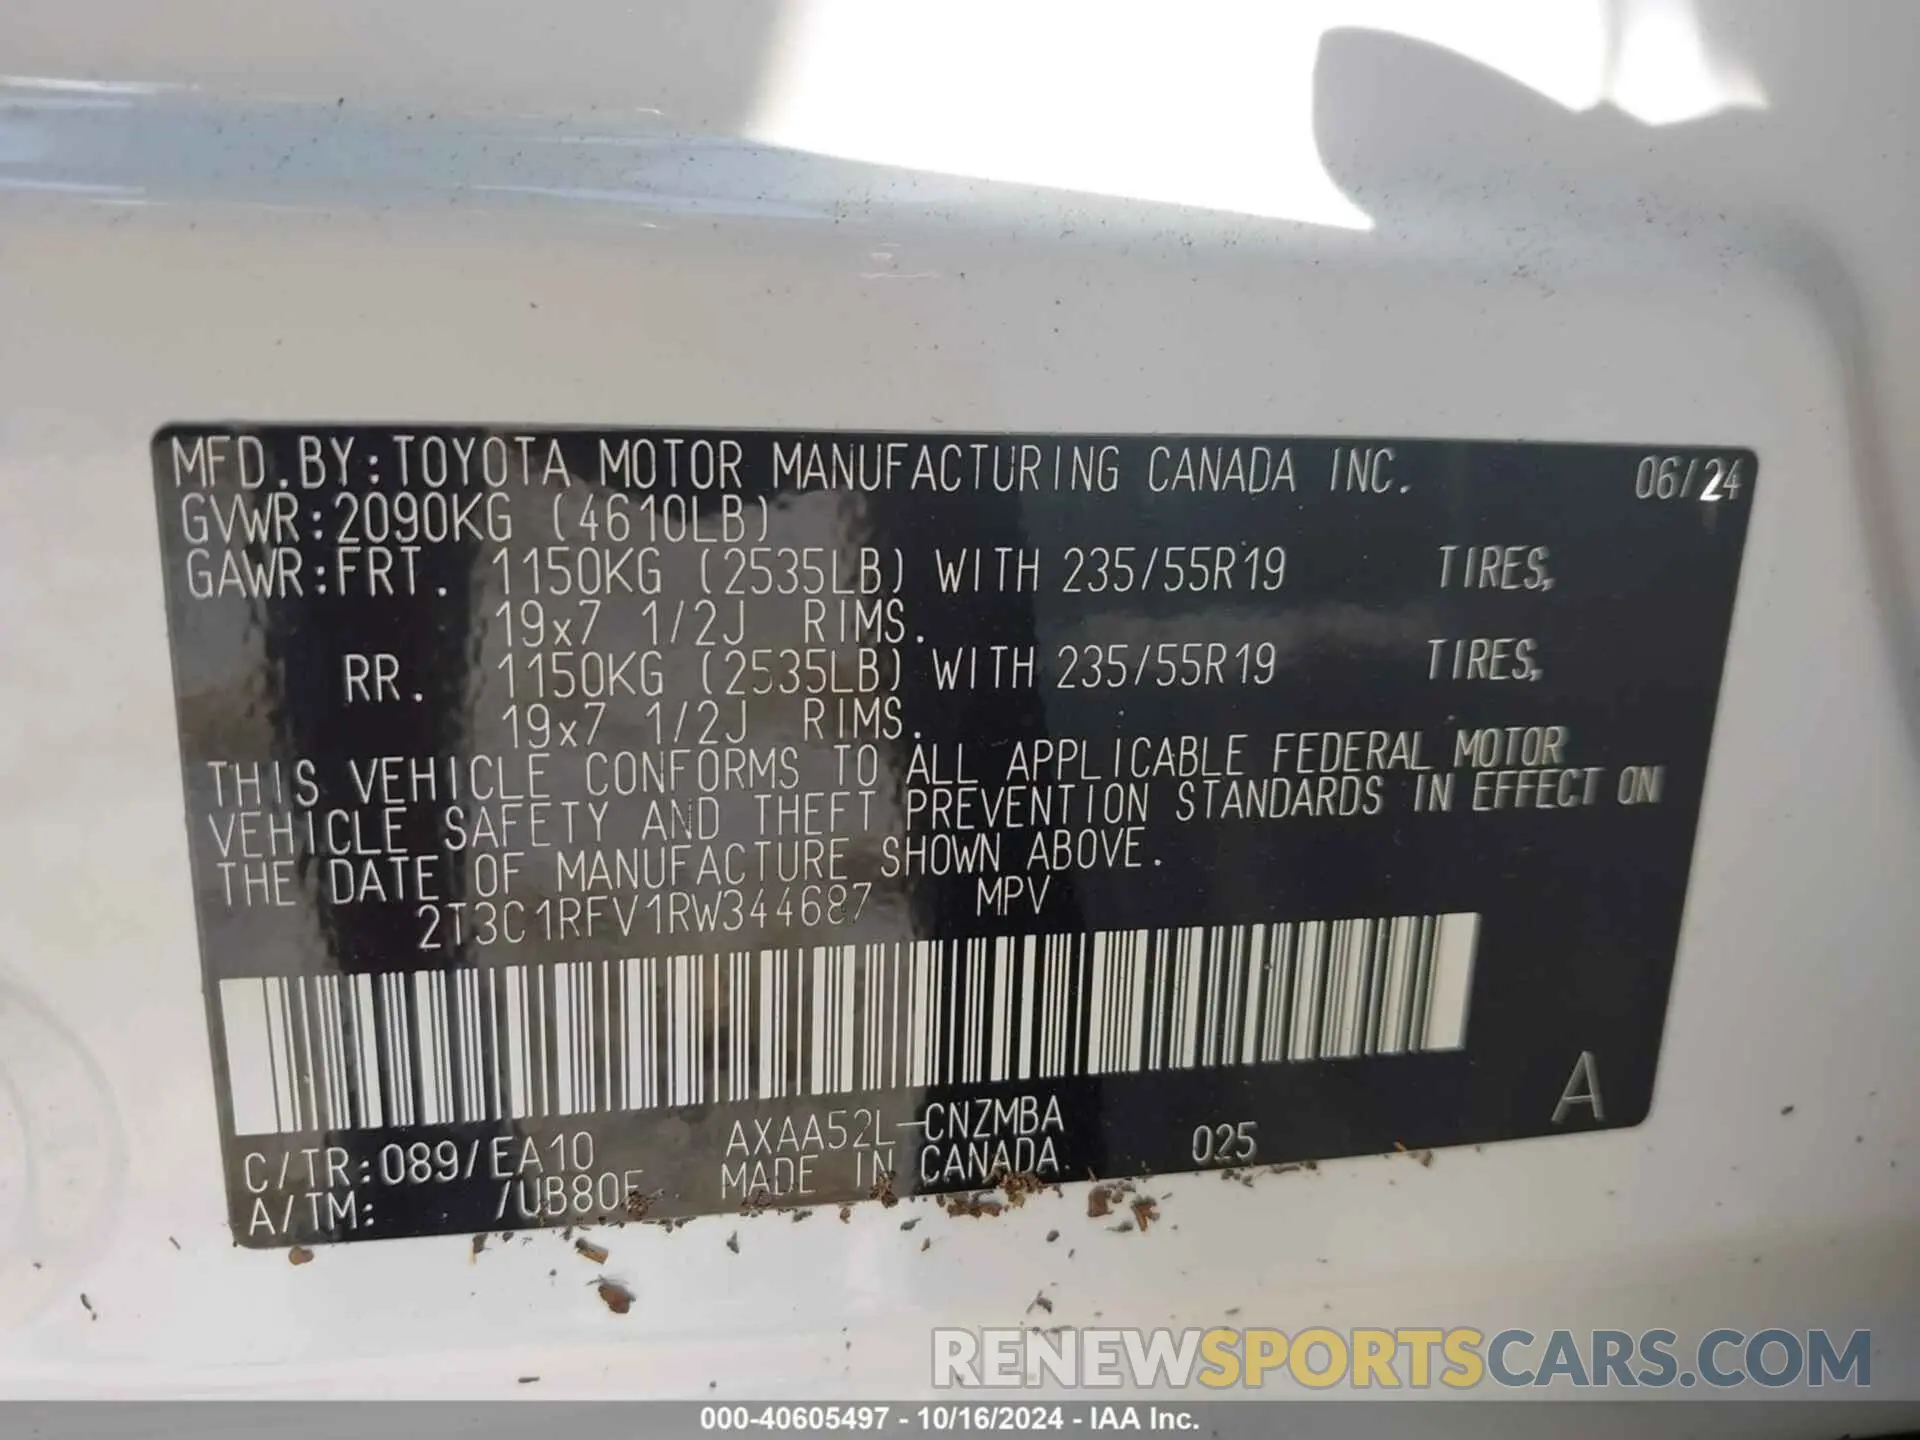 MFD.BY:TOYOTA MOTOR MANUFACTURING CANADA INC. 06/24
GVWR:2090KG (4610LB)
GAWR:FRT. 1150KG (2535LB) WITH 235/55R19 TIRES,
19x7 1/2J RIMS.
RR. 1150KG (2535LB) WITH 235/55R19 TIRES,
19x7 1/2J RIMS.
THIS VEHICLE CONFORMS TO ALL APPLICABLE FEDERAL MOTOR
VEHICLE SAFETY AND THEFT PREVENTION STANDARDS IN EFFECT ON
THE DATE OF MANUFACTURE SHOWN ABOVE.
2T3C1RFV1RW344687 MPV
A
C/TR:089/EA10 AXAA52L-CNZMBA 025
A/TM: /UB80F MADE IN CANADA
RENEWSPORTSCARS.COM
000-40605497 - 10/16/2024 - IAA Inc.